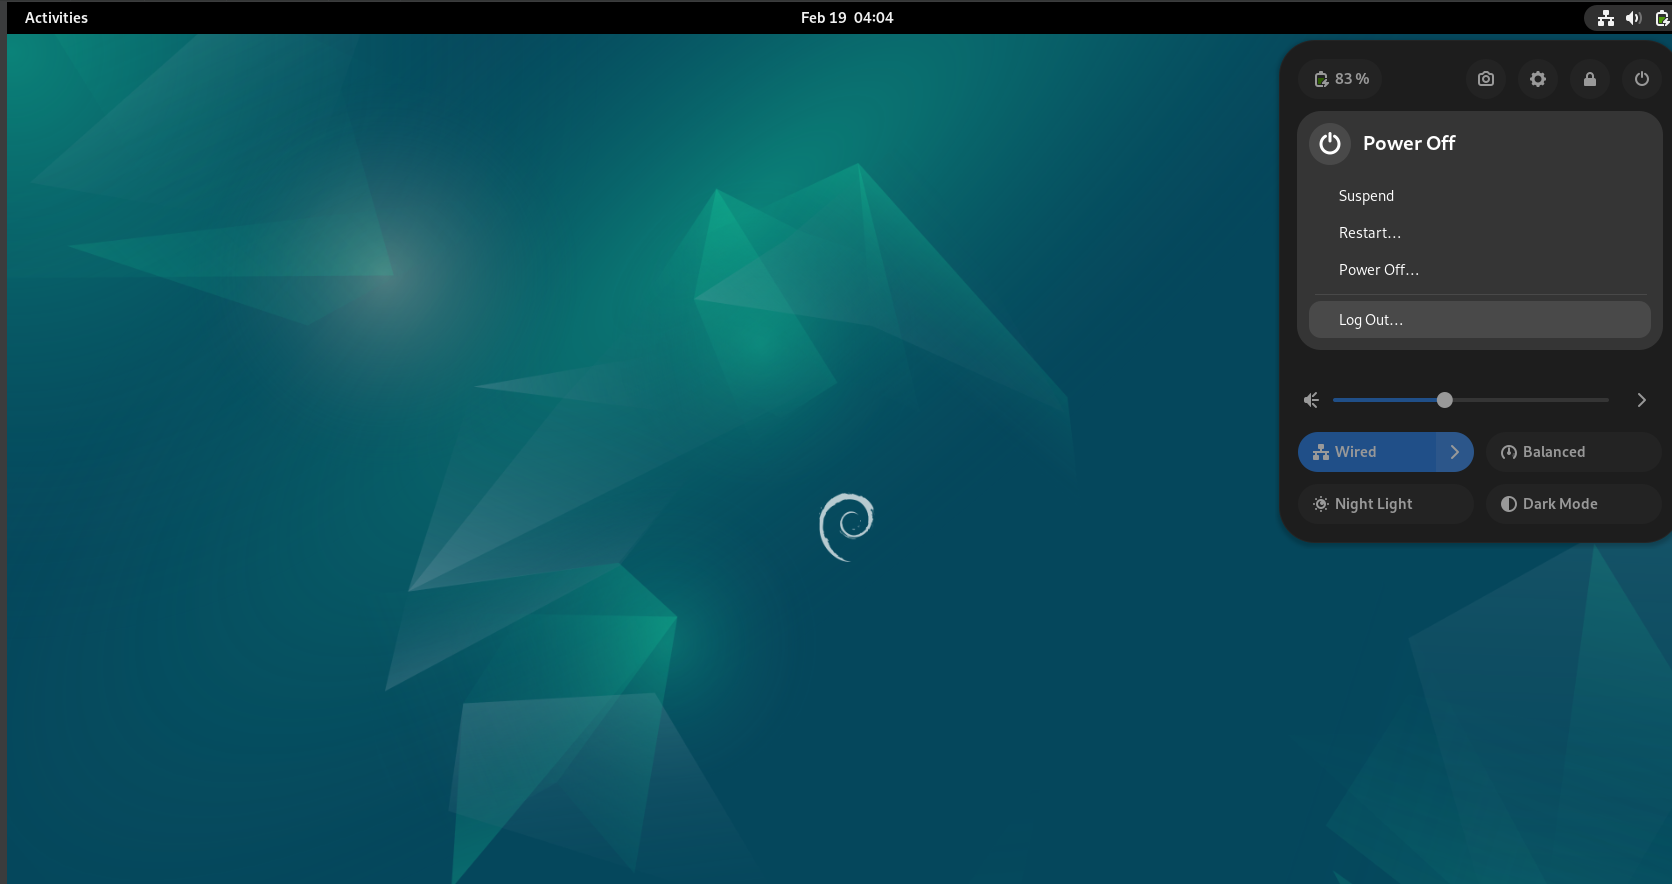 Activities
Feb 19 04:04
83 %
Power Off
Suspend
Restart…
Power Off…
Log Out…
Wired
Balanced
Night Light
Dark Mode